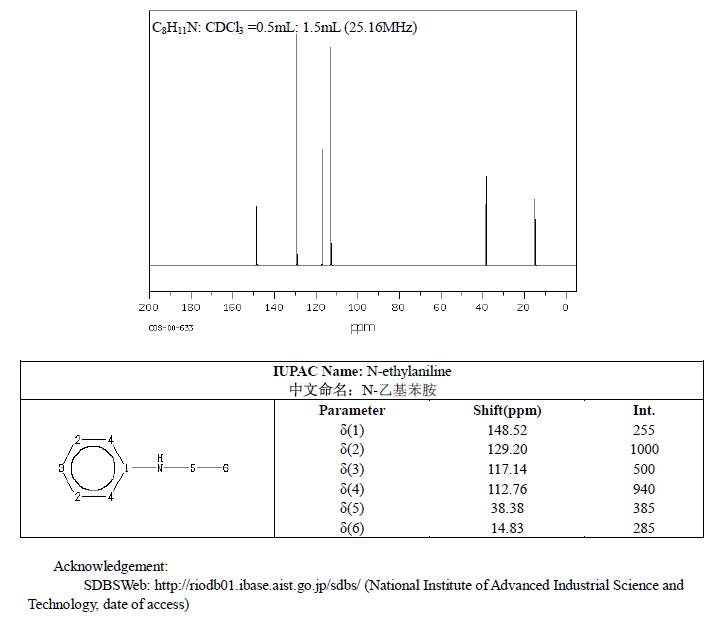 C₈H₁₁N: CDCl₃ =0.5mL: 1.5mL (25.16MHz)
200 180 160 140 120 100 80 60 40 20 0
CDS-00-633
ppm
IUPAC Name: N-ethylaniline
中文命名：N-乙基苯胺
Parameter Shift(ppm) Int.
δ(1) 148.52 255
δ(2) 129.20 1000
δ(3) 117.14 500
δ(4) 112.76 940
δ(5) 38.38 385
δ(6) 14.83 285
2 4
H
3 1 N 5 6
2 4
Acknowledgement:
SDBSWeb: http://riodb01.ibase.aist.go.jp/sdbs/ (National Institute of Advanced Industrial Science and
Technology, date of access)